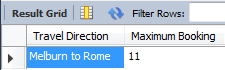 Result Grid Filter Rows:
Travel Direction Maximum Booking
Melburn to Rome 11